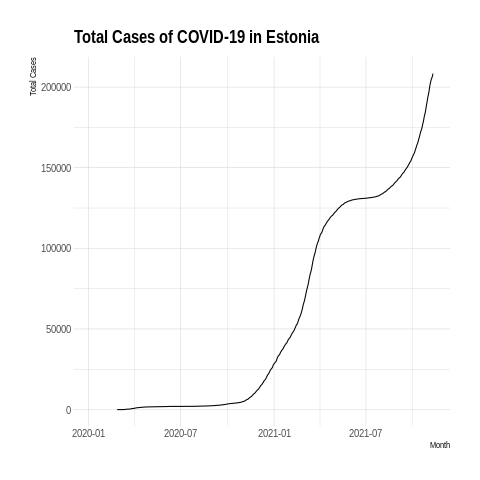 Total Cases of COVID-19 in Estonia
Total Cases
200000
150000
100000
50000
0
2020-01 2020-07 2021-01 2021-07
Month